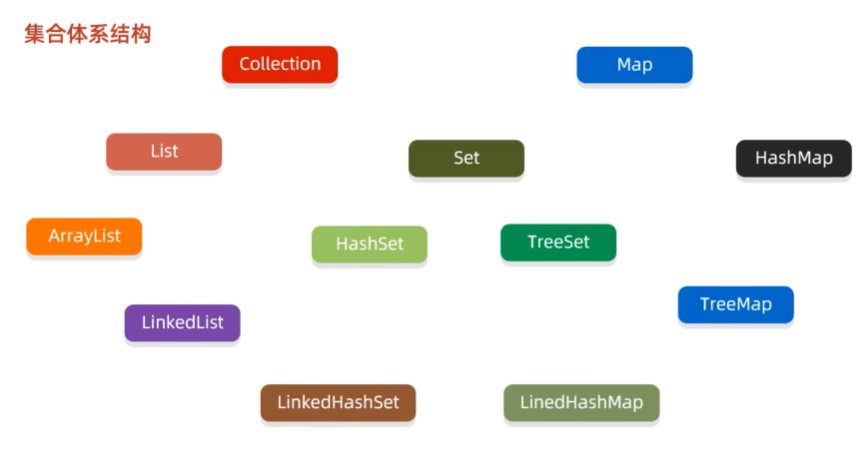 集合体系结构
Collection
Map
List
Set
HashMap
ArrayList
HashSet
TreeSet
TreeMap
LinkedList
LinkedHashSet
LinedHashMap